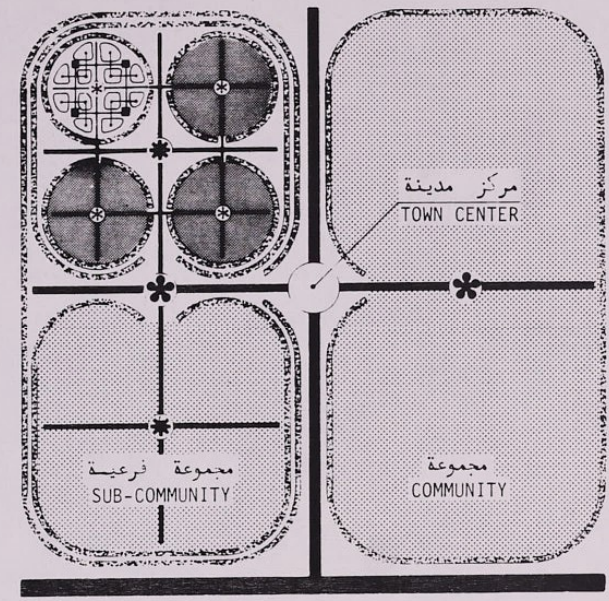 مركز مدينة
TOWN CENTER
مجموعة فرعية
SUB-COMMUNITY
مجموعة
COMMUNITY